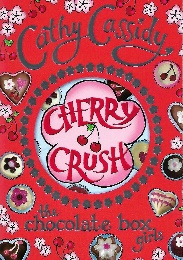 Cathy Cassidy
CHERRY
CRUSH
the
chocolate box
girls